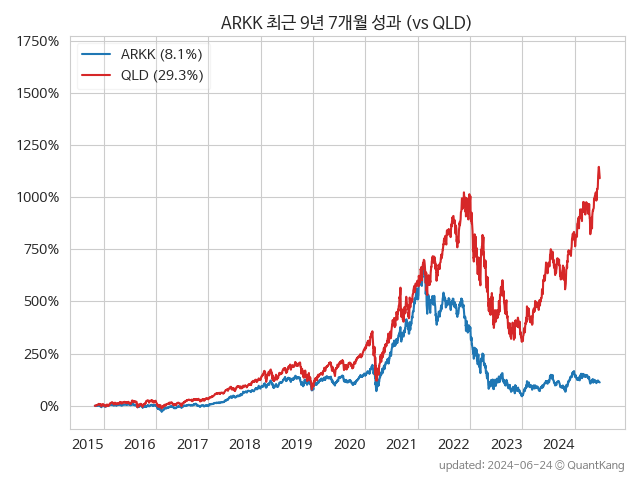 ARKK 최근 9년 7개월 성과 (vs QLD)
1750%
ARKK (8.1%)
QLD (29.3%)
1500%
1250%
1000%
750%
500%
250%
0%
2015 2016 2017 2018 2019 2020 2021 2022 2023 2024
updated: 2024-06-24 © QuantKang